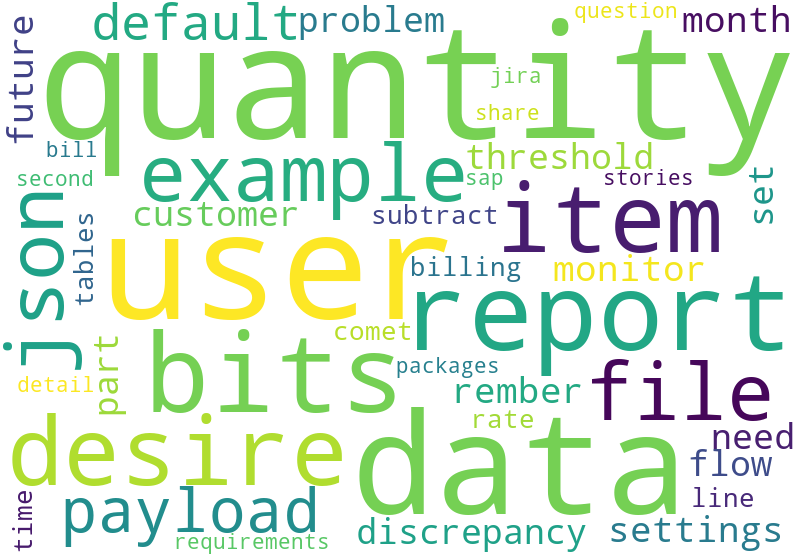 question
default
problem
month
future
quantity
jira
share
bill
example
threshold
second
sap
stories
set
json
tables
customer
subtract
item
user
billing
monitor
report
comet
part
bits
packages
detail
rember
file
desire
data
rate
need
flow
time
payload
line
requirements
discrepancy
settings